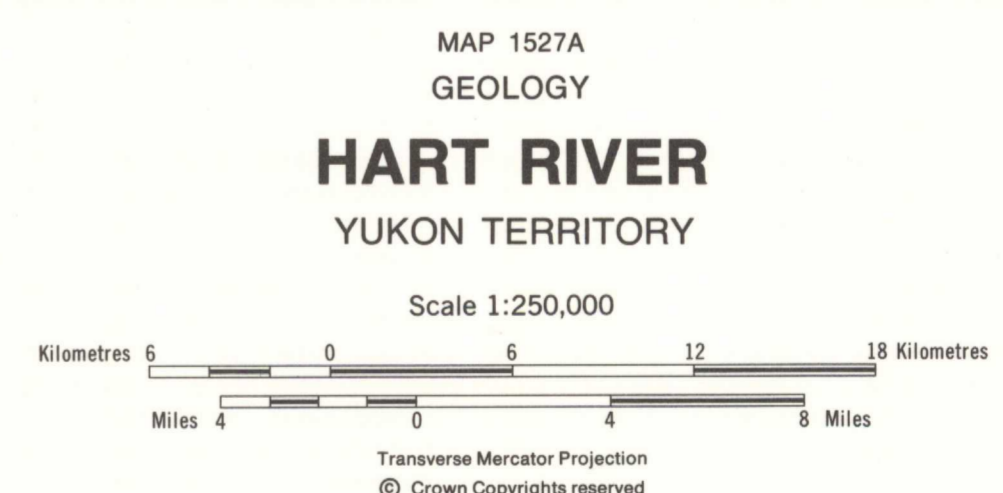 MAP 1527A
GEOLOGY
HART RIVER
YUKON TERRITORY
Scale 1:250,000
Kilometres 6 0 6 12 18 Kilometres
Miles 4 0 4 8 Miles
Transverse Mercator Projection
© Crown Copyrights reserved